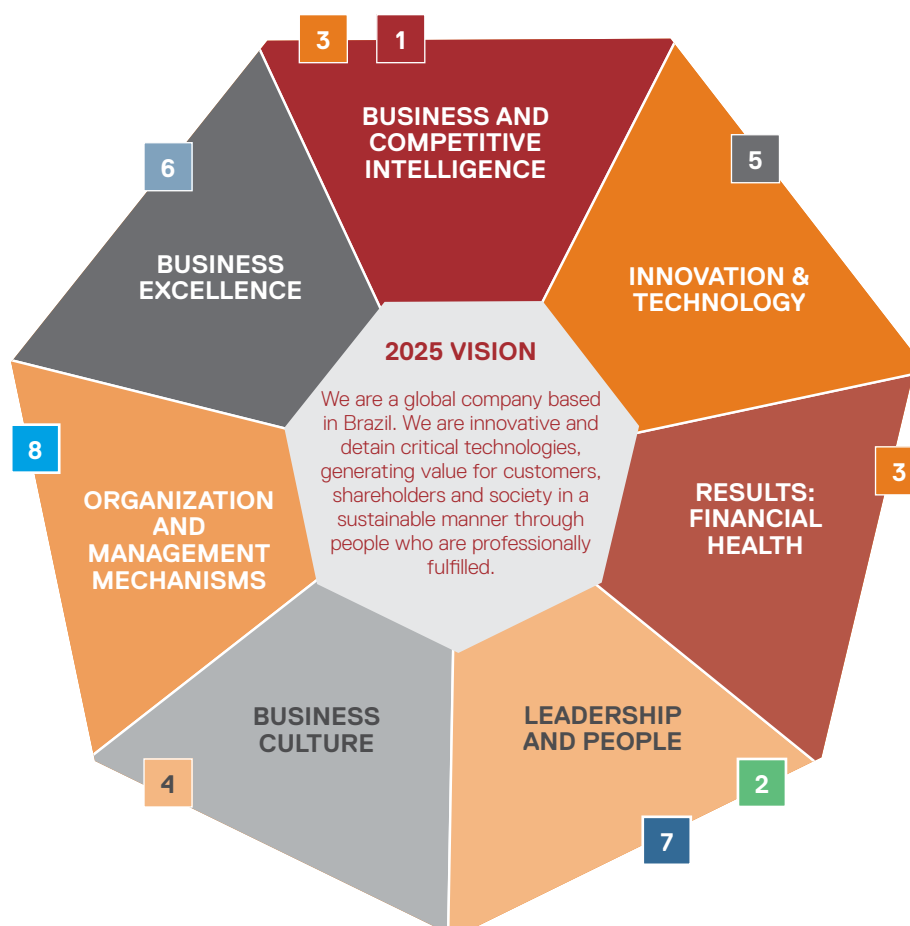 3
1
BUSINESS AND
COMPETITIVE
INTELLIGENCE
5
INNOVATION &
TECHNOLOGY
3
RESULTS:
FINANCIAL
HEALTH
2
7
LEADERSHIP
AND PEOPLE
4
BUSINESS
CULTURE
8
ORGANIZATION
AND
MANAGEMENT
MECHANISMS
6
BUSINESS
EXCELLENCE
2025 VISION
We are a global company based
in Brazil. We are innovative and
detain critical technologies,
generating value for customers,
shareholders and society in a
sustainable manner through
people who are professionally
fulfilled.